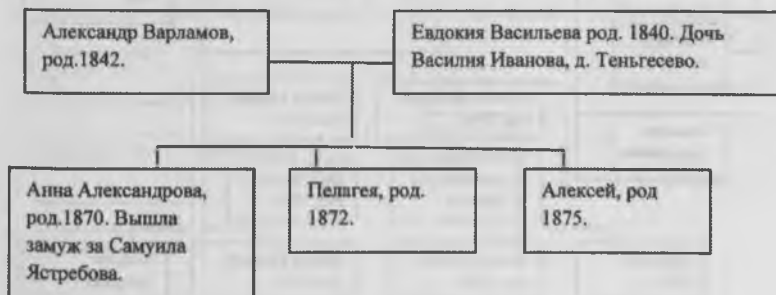 Александр Варламов,
род.1842.
Евдокия Васильева род. 1840. Дочь
Василия Иванова, д. Теньгесево.
Анна Александрова,
род.1870. Вышла
замуж за Самуила
Ястребова.
Пелагея, род.
1872.
Алексей, род
1875.